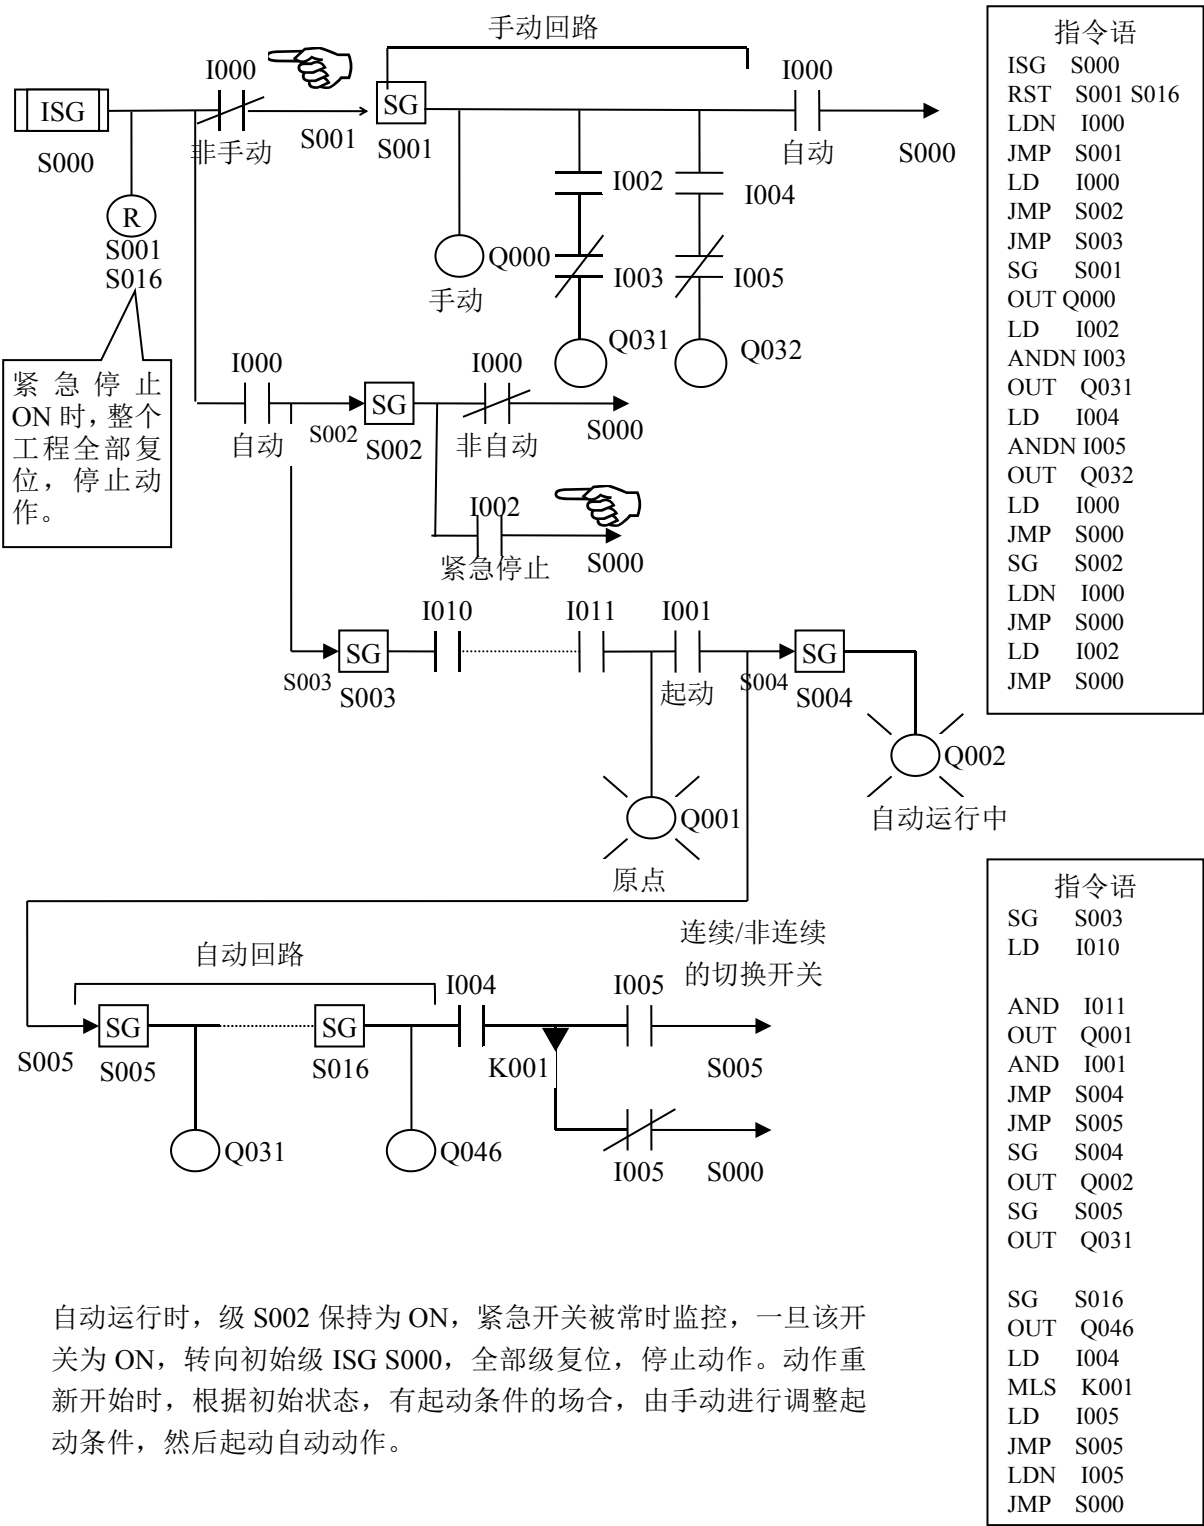 手动回路
I000
I000
ISG
SG
S000
非手动
S001
S001
自动
S000
R
S001
S016
I002
I004
Q000
手动
I003
I005
Q031
Q032
紧急停止
ON时，整个
工程全部复
位，停止动
作。
I000
自动
S002
SG
S002
I000
非自动
S000
I002
紧急停止
S000
I010
I011
I001
S003
SG
S003
起动
S004
SG
S004
Q002
自动运行中
Q001
原点
自动回路
连续/非连续
的切换开关
I004
I005
S005
SG
S005
SG
S016
K001
S005
Q031
Q046
I005
S000
指令语
ISG S000
RST S001 S016
LDN I000
JMP S001
LD I000
JMP S002
JMP S003
SG S001
OUT Q000
LD I002
ANDN I003
OUT Q031
LD I004
ANDN I005
OUT Q032
LD I000
JMP S000
SG S002
LDN I000
JMP S000
LD I002
JMP S000
指令语
SG S003
LD I010
AND I011
OUT Q001
AND I001
JMP S004
JMP S005
SG S004
OUT Q002
SG S005
OUT Q031
SG S016
OUT Q046
LD I004
MLS K001
LD I005
JMP S005
LDN I005
JMP S000
自动运行时，级 S002 保持为 ON，紧急开关被常时监控，一旦该开
关为 ON，转向初始级 ISG S000，全部级复位，停止动作。动作重
新开始时，根据初始状态，有起动条件的场合，由手动进行调整起
动条件，然后起动自动动作。